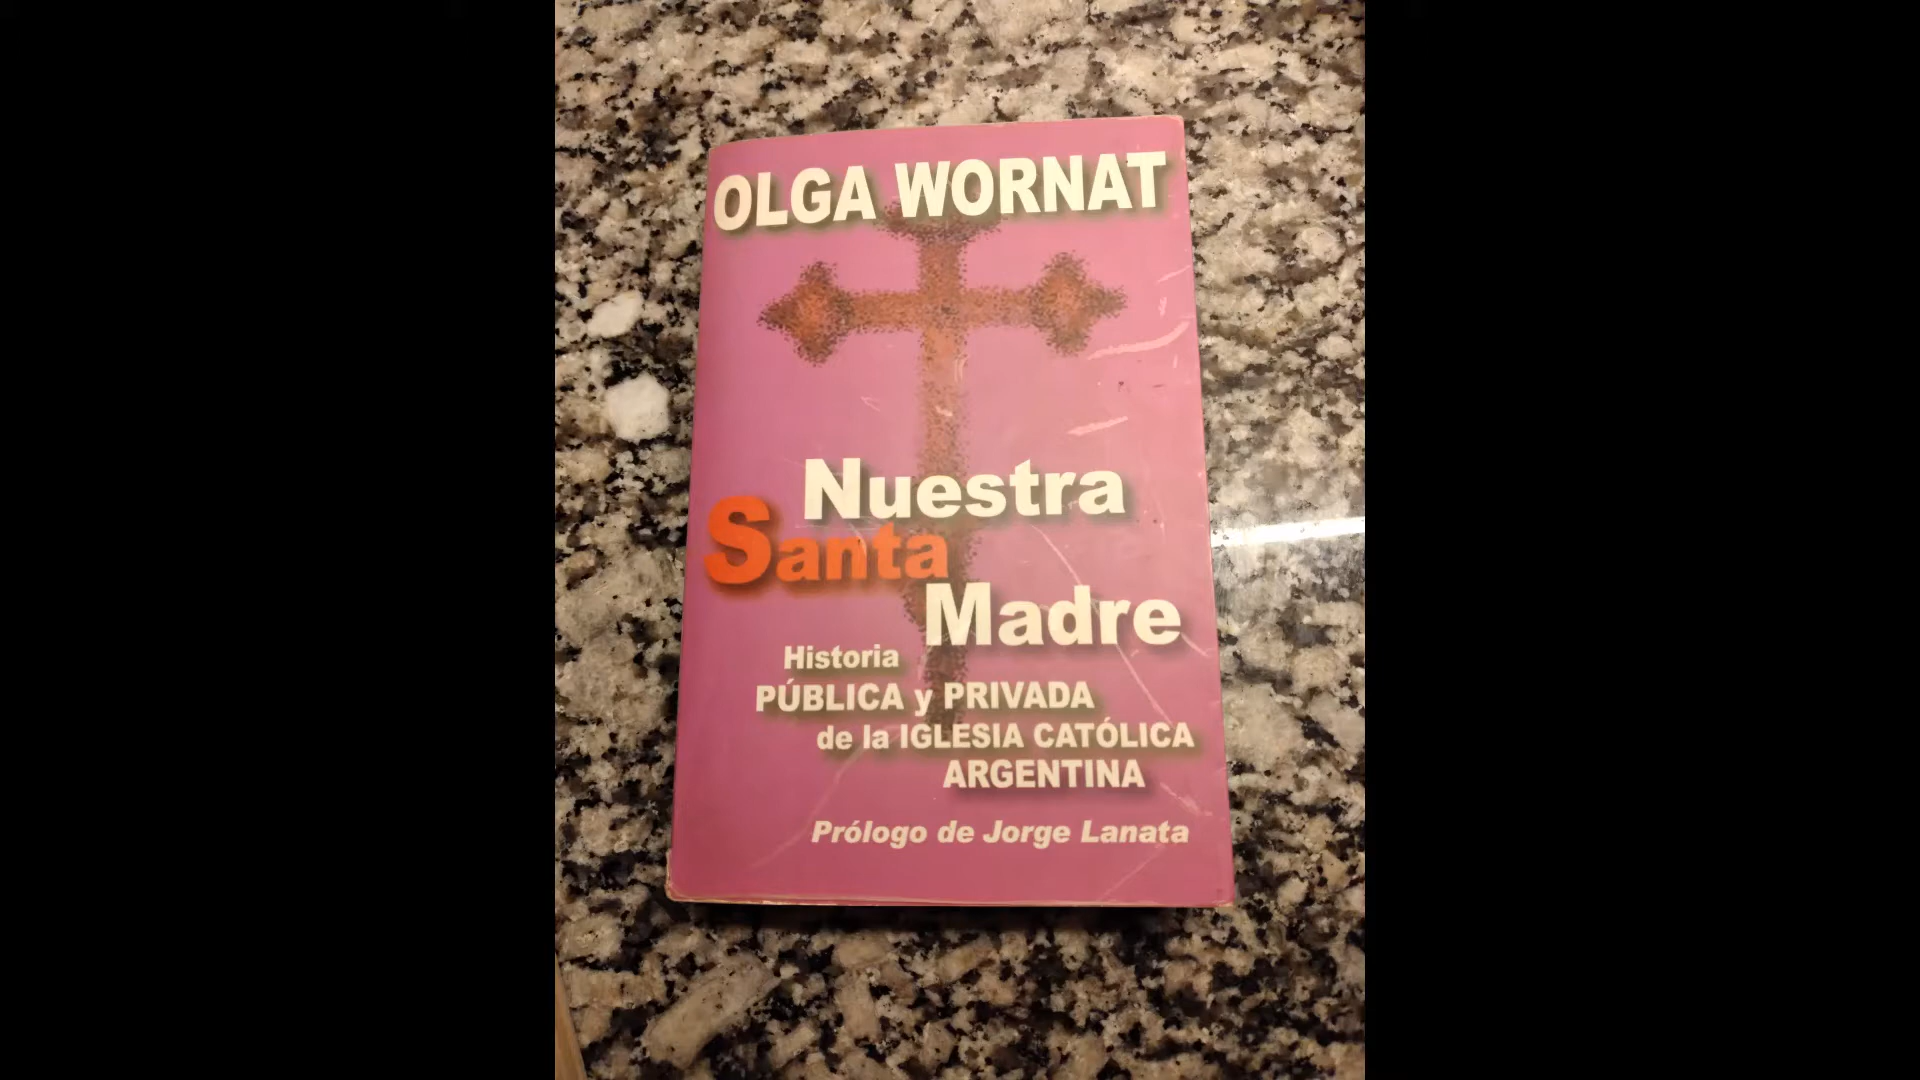 OLGA WORNAT
Nuestra
Santa
Madre
Historia
PÚBLICA y PRIVADA
de la IGLESIA CATÓLICA
ARGENTINA
Prólogo de Jorge Lanata